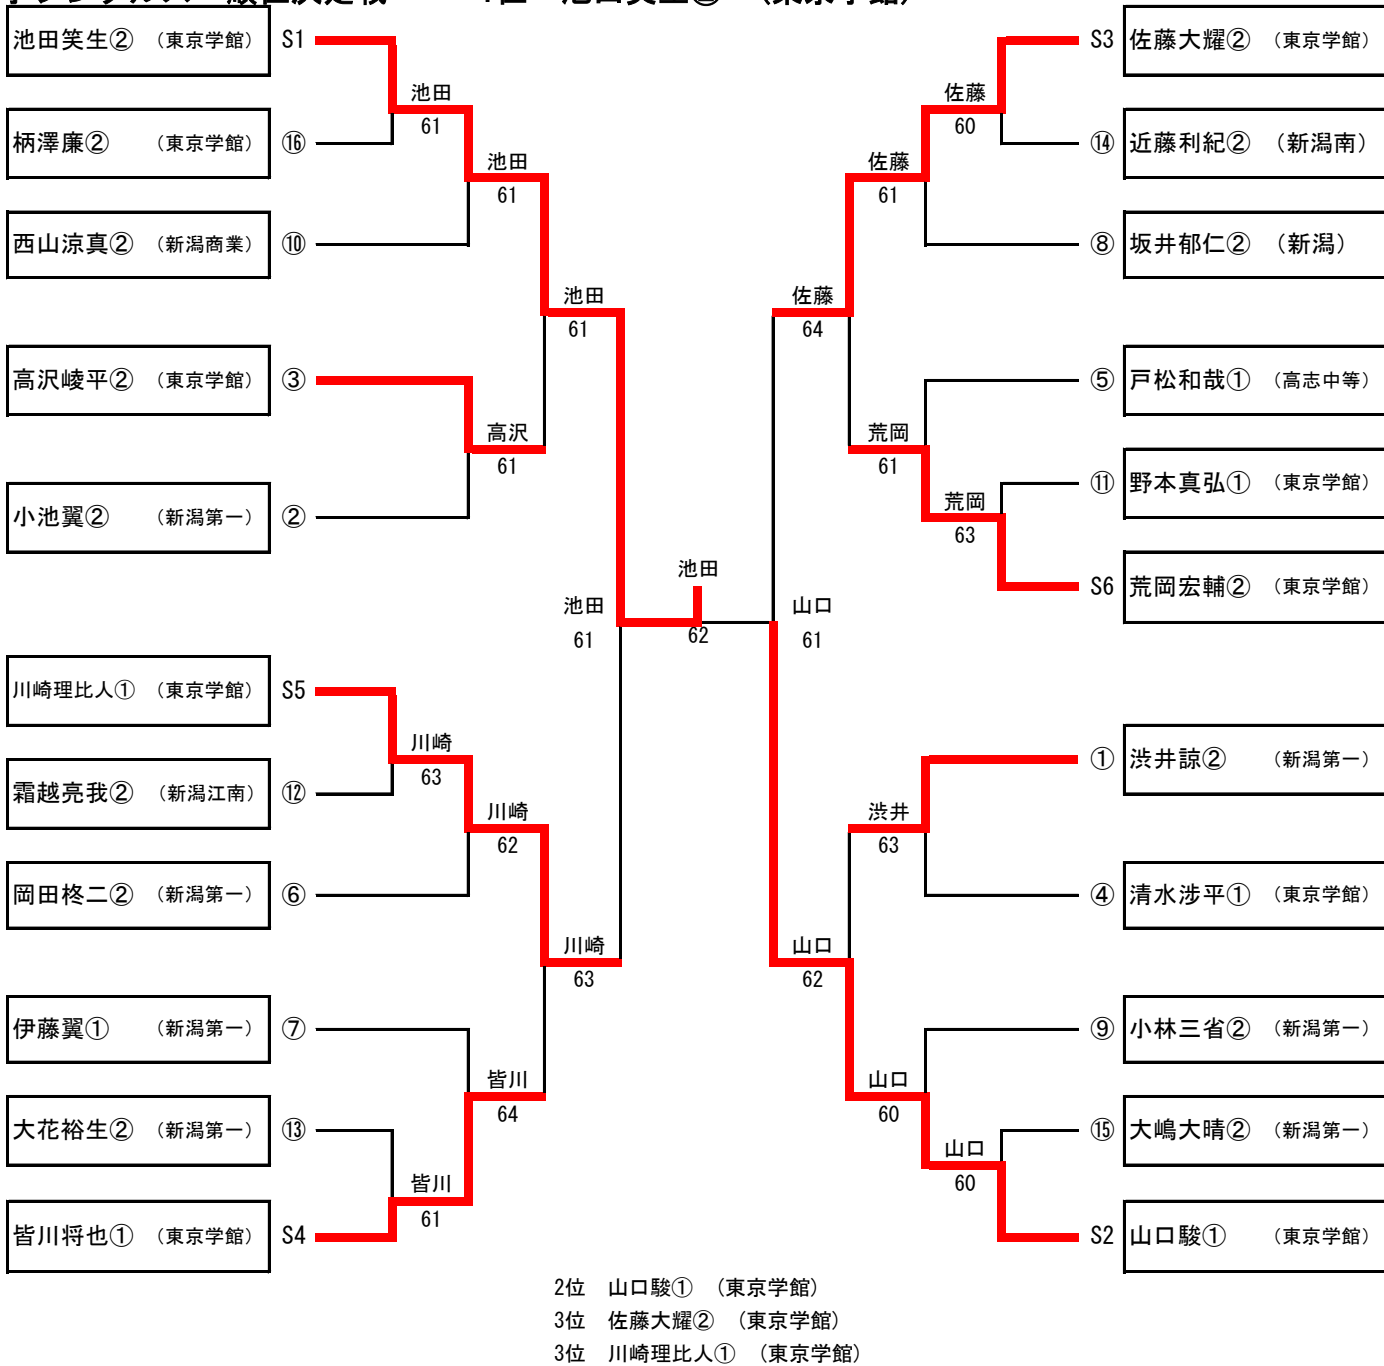 1位 池田笑生② （東京学館）
池田笑生② （東京学館） S1
柄澤廉② （東京学館） ⑯
西山涼真② （新潟商業） ⑩
高沢崚平② （東京学館） ③
小池翼② （新潟第一） ②
川崎理比人① （東京学館） S5
霜越亮我② （新潟江南） ⑫
岡田柊二② （新潟第一） ⑥
伊藤翼① （新潟第一） ⑦
大花裕生② （新潟第一） ⑬
皆川将也① （東京学館） S4
池田
61
池田
61
池田
61
高沢
61
池田
61
川崎
63
川崎
62
川崎
63
皆川
64
皆川
61
池田
62
佐藤
60
佐藤
61
佐藤
64
荒岡
61
荒岡
63
山口
61
渋井
63
山口
62
山口
60
山口
60
S3 佐藤大耀② （東京学館）
⑭ 近藤利紀② （新潟南）
⑧ 坂井郁仁② （新潟）
⑤ 戸松和哉① （高志中等）
⑪ 野本真弘① （東京学館）
S6 荒岡宏輔② （東京学館）
① 渋井諒② （新潟第一）
④ 清水渉平① （東京学館）
⑨ 小林三省② （新潟第一）
⑮ 大嶋大晴② （新潟第一）
S2 山口駿① （東京学館）
2位 山口駿① （東京学館）
3位 佐藤大耀② （東京学館）
3位 川崎理比人① （東京学館）